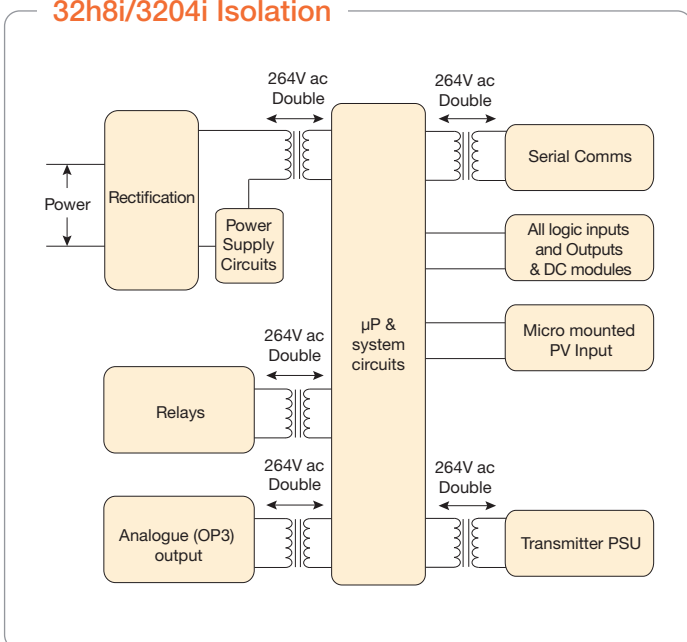 32h8i/3204i Isolation
264V ac
Double
264V ac
Double
Rectification
Power
Power
Supply
Circuits
Serial Comms
All logic inputs
and Outputs
& DC modules
µP &
system
circuits
Micro mounted
PV Input
264V ac
Double
Relays
264V ac
Double
264V ac
Double
Analogue (OP3)
output
Transmitter PSU